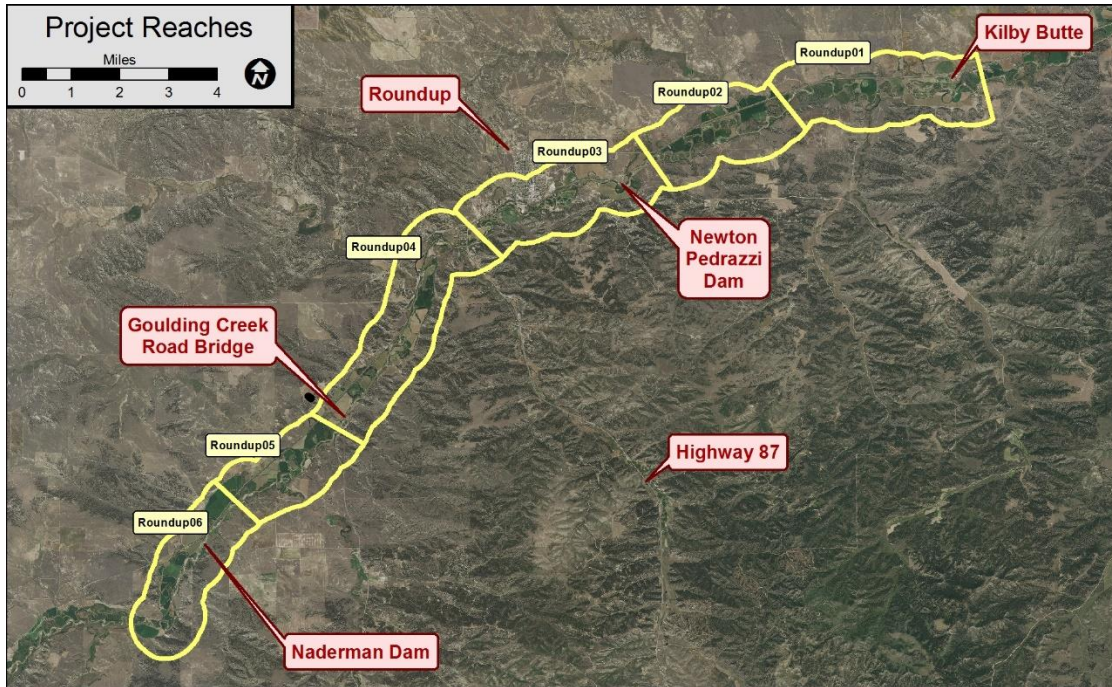 Project Reaches
Miles
0 1 2 3 4
N
Kilby Butte
Roundup01
Roundup02
Roundup
Roundup03
Newton
Pedrazzi
Dam
Roundup04
Goulding Creek
Road Bridge
Roundup05
Highway 87
Roundup06
Naderman Dam